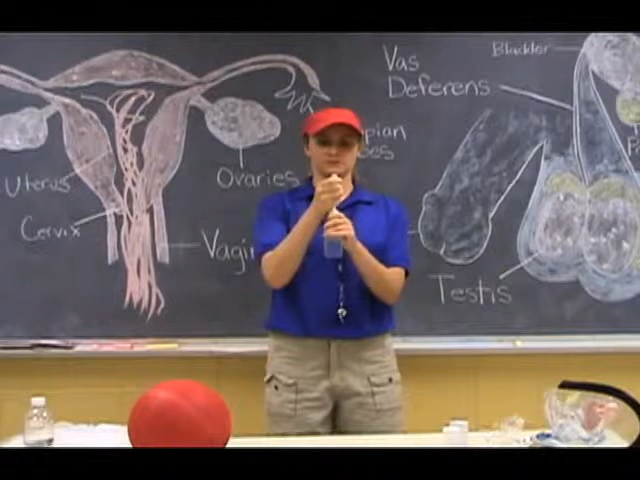 Vas
Deferens
Bladder
Ovaries
Uterus
Cervix
Testis